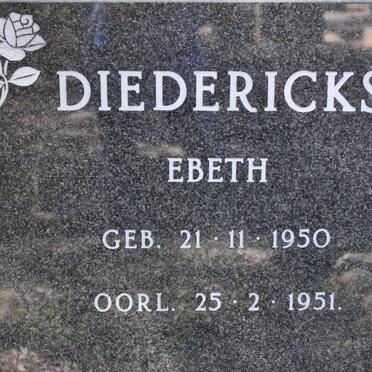 DIEDERICKS
EBETH
GEB. 21·11·1950
OORL. 25·2·1951.